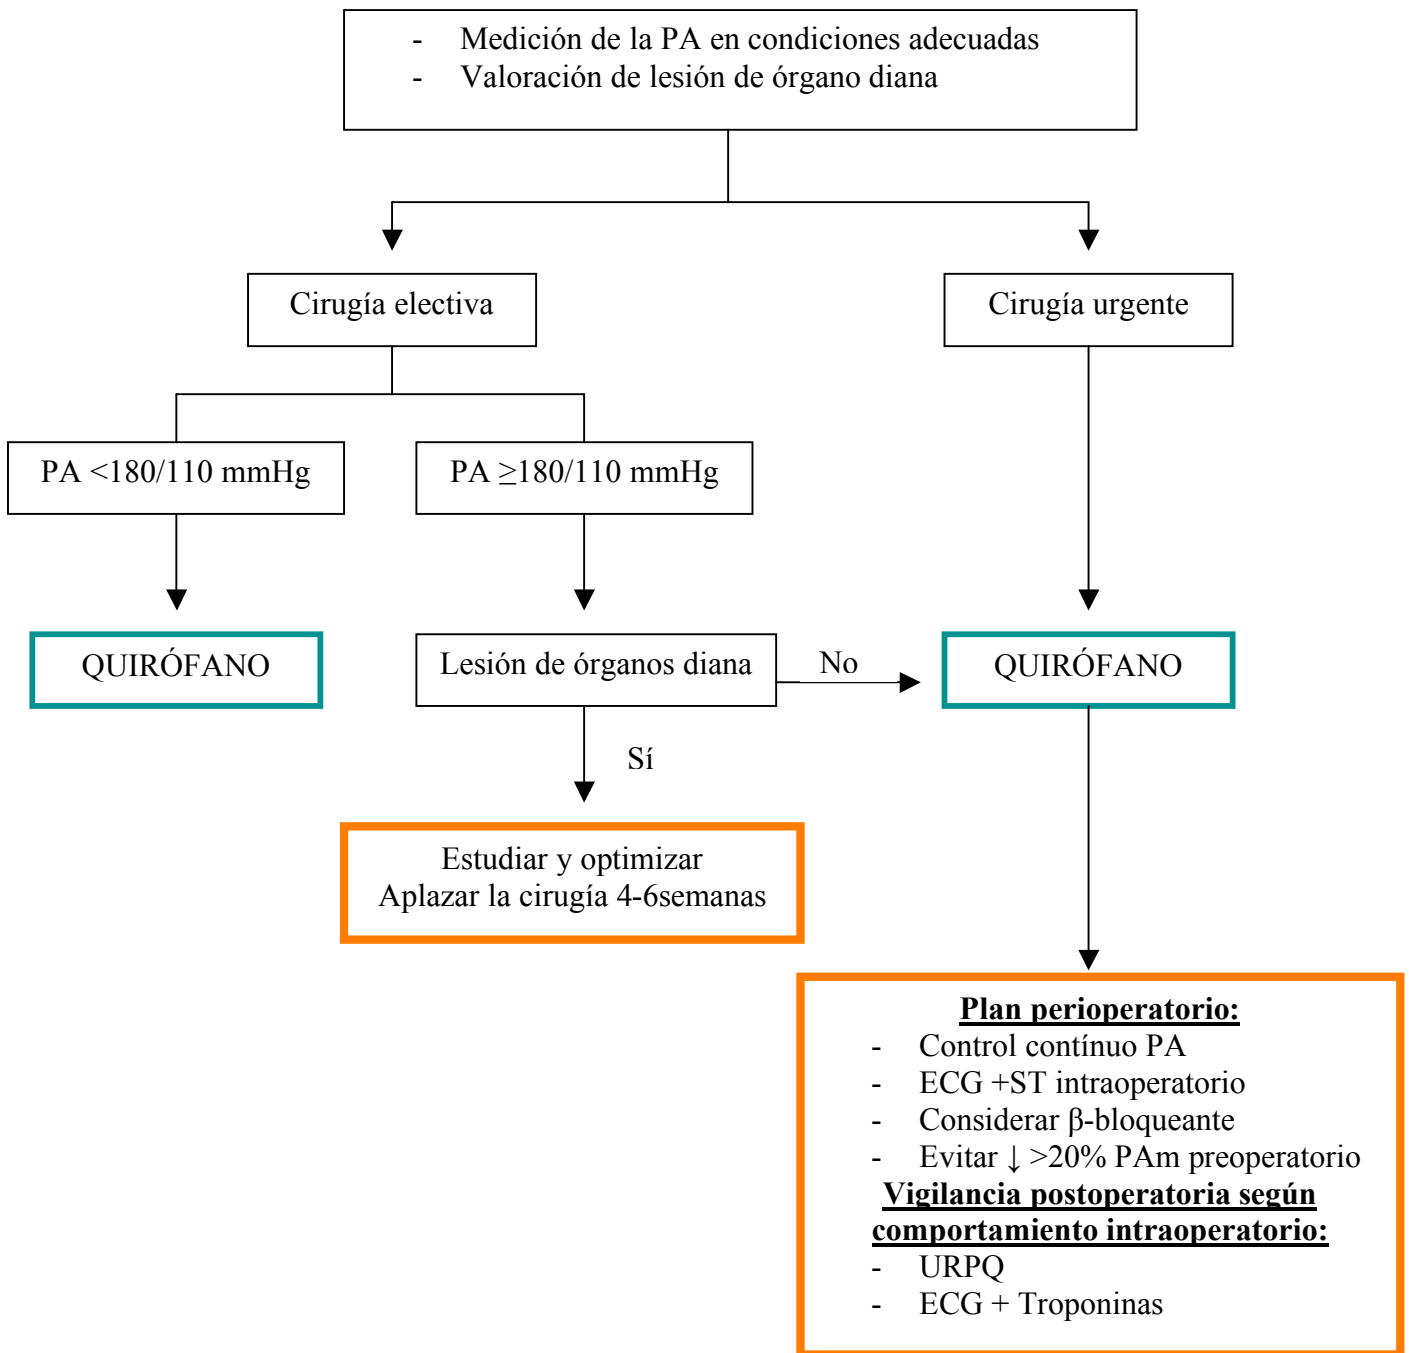 - Medición de la PA en condiciones adecuadas
- Valoración de lesión de órgano diana
Cirugía electiva
Cirugía urgente
PA <180/110 mmHg
PA ≥180/110 mmHg
QUIRÓFANO
Lesión de órganos diana
No
QUIRÓFANO
Sí
Estudiar y optimizar
Aplazar la cirugía 4-6semanas
Plan perioperatorio:
- Control contínuo PA
- ECG +ST intraoperatorio
- Considerar β-bloqueante
- Evitar ↓ >20% PAm preoperatorio
Vigilancia postoperatoria según
comportamiento intraoperatorio:
- URPQ
- ECG + Troponinas